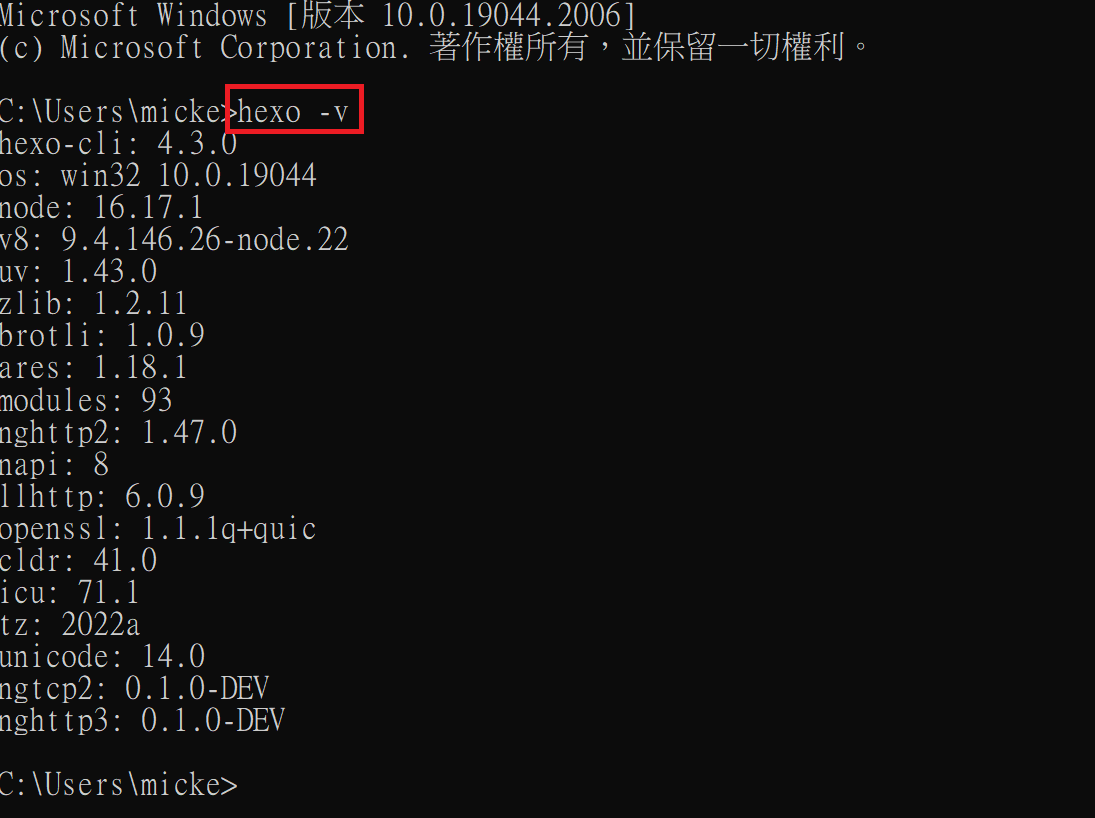 Microsoft Windows [版本 10.0.19044.2006]
(c) Microsoft Corporation. 著作權所有，並保留一切權利。
C:\Users\micke>hexo -v
hexo-cli: 4.3.0
os: win32 10.0.19044
node: 16.17.1
v8: 9.4.146.26-node.22
uv: 1.43.0
zlib: 1.2.11
brotli: 1.0.9
ares: 1.18.1
modules: 93
nghttp2: 1.47.0
napi: 8
llhttp: 6.0.9
openssl: 1.1.1q+quic
cldr: 41.0
icu: 71.1
tz: 2022a
unicode: 14.0
ngtcp2: 0.1.0-DEV
nghttp3: 0.1.0-DEV
C:\Users\micke>